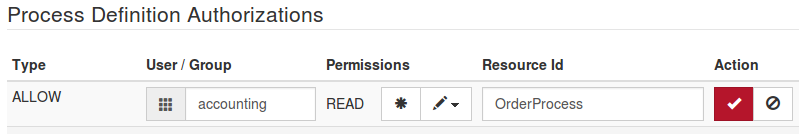 Process Definition Authorizations
Type User / Group Permissions Resource Id Action
ALLOW accounting READ OrderProcess